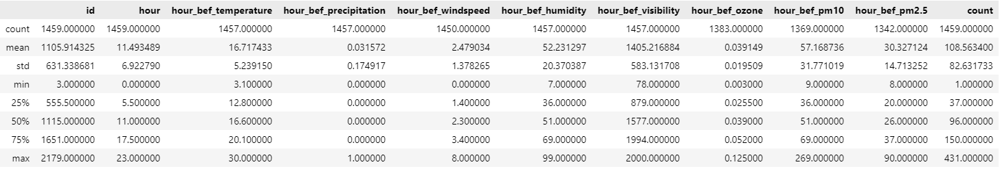 id hour hour_bef_temperature hour_bef_precipitation hour_bef_windspeed hour_bef_humidity hour_bef_visibility hour_bef_ozone hour_bef_pm10 hour_bef_pm2.5 count
count 1459.000000 1459.000000 1457.000000 1457.000000 1450.000000 1457.000000 1457.000000 1383.000000 1369.000000 1342.000000 1459.000000
mean 1105.914325 11.493489 16.717433 0.031572 2.479034 52.231297 1405.216884 0.039149 57.168736 30.327124 108.563400
std 631.338681 6.922790 5.239150 0.174917 1.378265 20.370387 583.131708 0.019509 31.771019 14.713252 82.631733
min 3.000000 0.000000 3.100000 0.000000 0.000000 7.000000 78.000000 0.003000 9.000000 8.000000 1.000000
25% 555.500000 5.500000 12.800000 0.000000 1.400000 36.000000 879.000000 0.025500 36.000000 20.000000 37.000000
50% 1115.000000 11.000000 16.600000 0.000000 2.300000 51.000000 1577.000000 0.039000 51.000000 26.000000 96.000000
75% 1651.000000 17.500000 20.100000 0.000000 3.400000 69.000000 1994.000000 0.052000 69.000000 37.000000 150.000000
max 2179.000000 23.000000 30.000000 1.000000 8.000000 99.000000 2000.000000 0.125000 269.000000 90.000000 431.000000